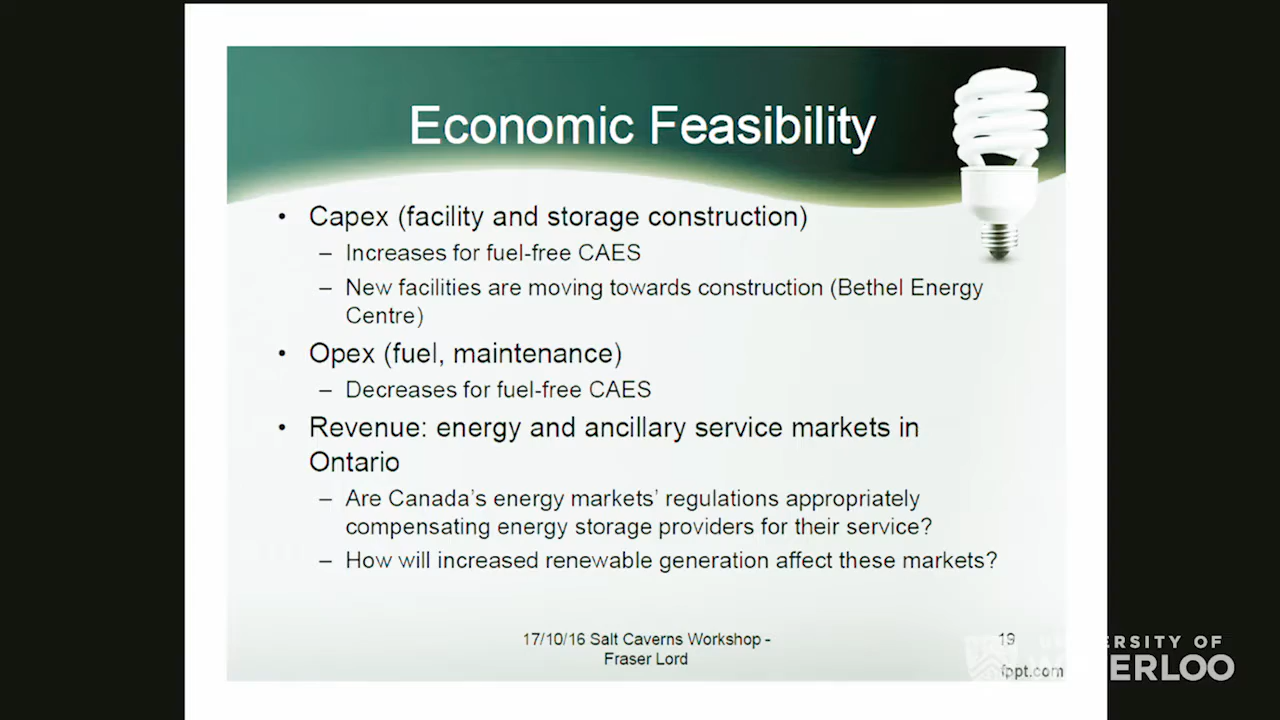 Economic Feasibility
• Capex (facility and storage construction)
– Increases for fuel-free CAES
– New facilities are moving towards construction (Bethel Energy
Centre)
• Opex (fuel, maintenance)
– Decreases for fuel-free CAES
• Revenue: energy and ancillary service markets in
Ontario
– Are Canada's energy markets' regulations appropriately
compensating energy storage providers for their service?
– How will increased renewable generation affect these markets?
17/10/16 Salt Caverns Workshop -
Fraser Lord
19
fppt.com
UNIVERSITY OF
WATERLOO